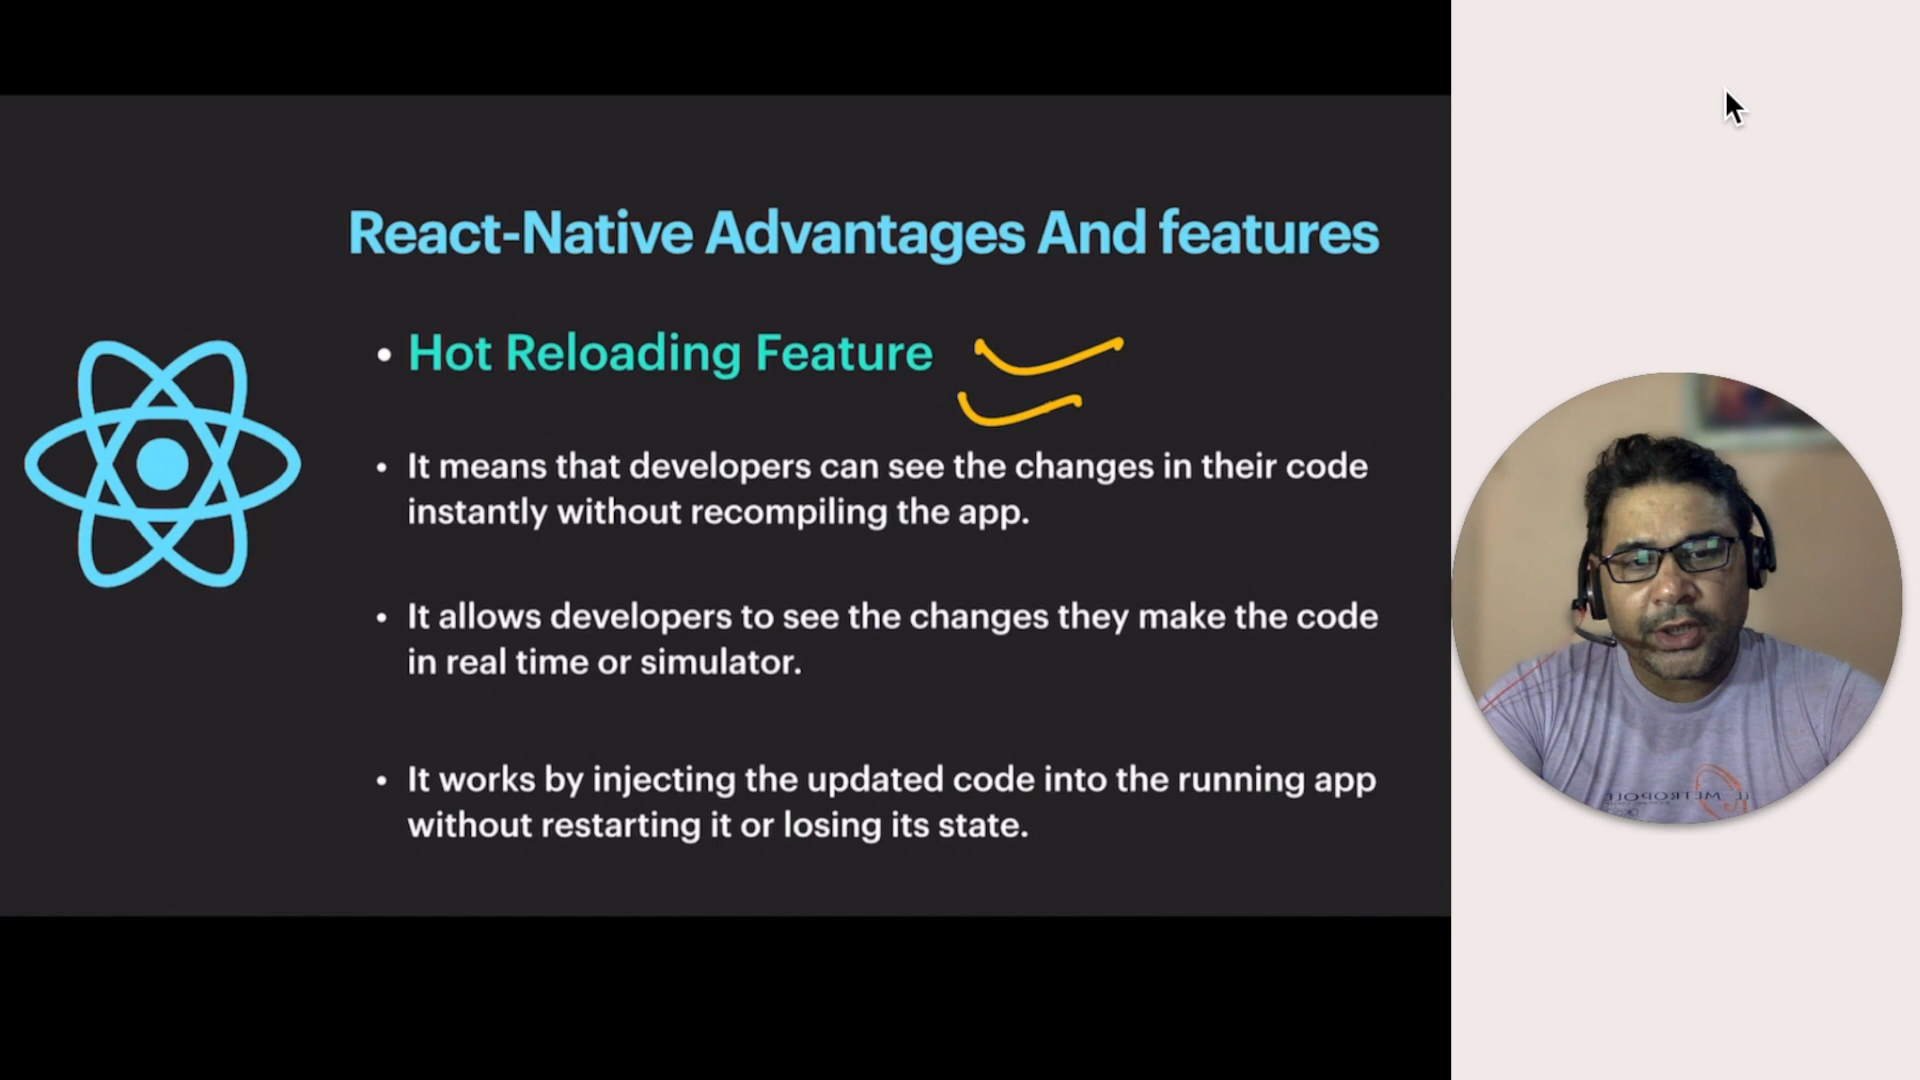 React-Native Advantages And features
• Hot Reloading Feature
• It means that developers can see the changes in their code
instantly without recompiling the app.
• It allows developers to see the changes they make the code
in real time or simulator.
• It works by injecting the updated code into the running app
without restarting it or losing its state.
LE METROPOLE